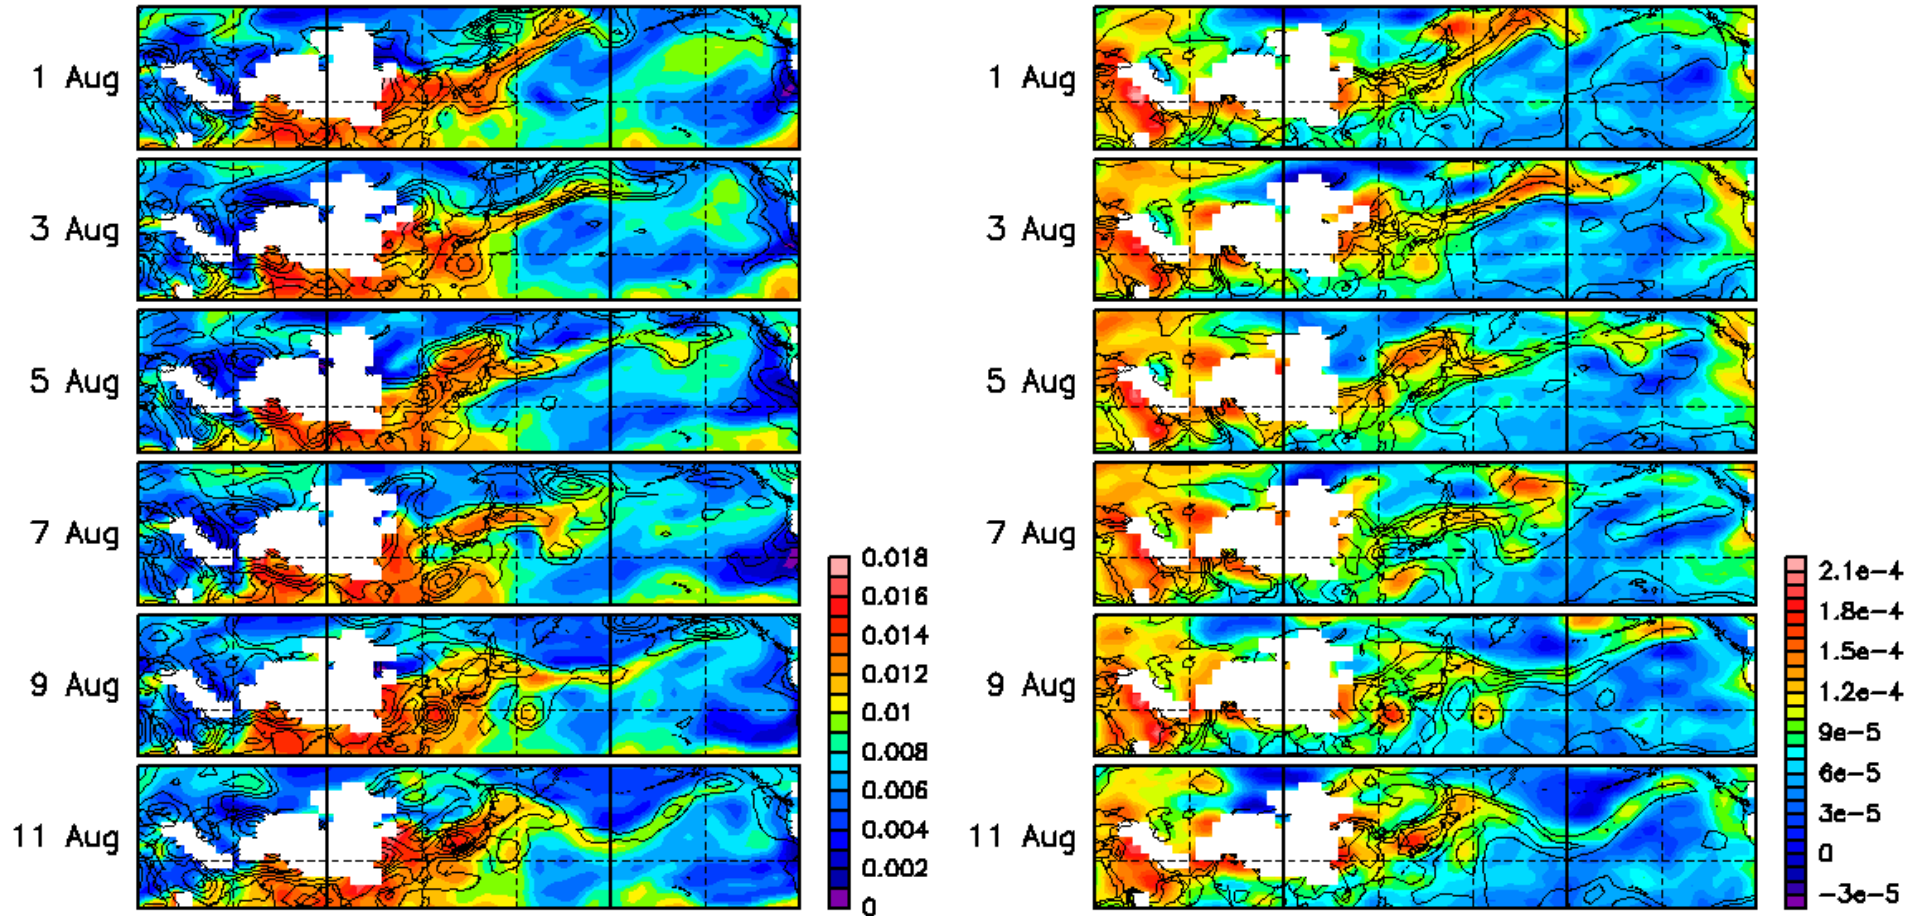 1 Aug
3 Aug
5 Aug
7 Aug
9 Aug
11 Aug
0.018
0.016
0.014
0.012
0.01
0.008
0.006
0.004
0.002
0
1 Aug
3 Aug
5 Aug
7 Aug
9 Aug
11 Aug
2.1e-4
1.8e-4
1.5e-4
1.2e-4
9e-5
6e-5
3e-5
0
-3e-5